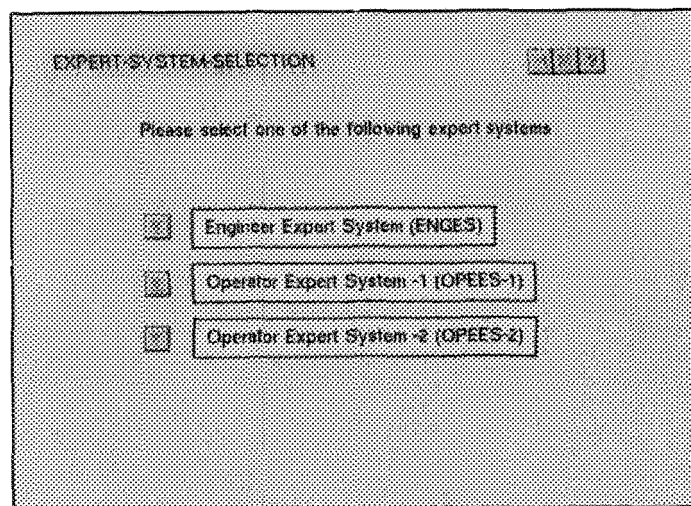 EXPERT-SYSTEM-SELECTION
Please select one of the following expert systems
Engineer Expert System (ENGES)
Operator Expert System -1 (OPEES-1)
Operator Expert System -2 (OPEES-2)